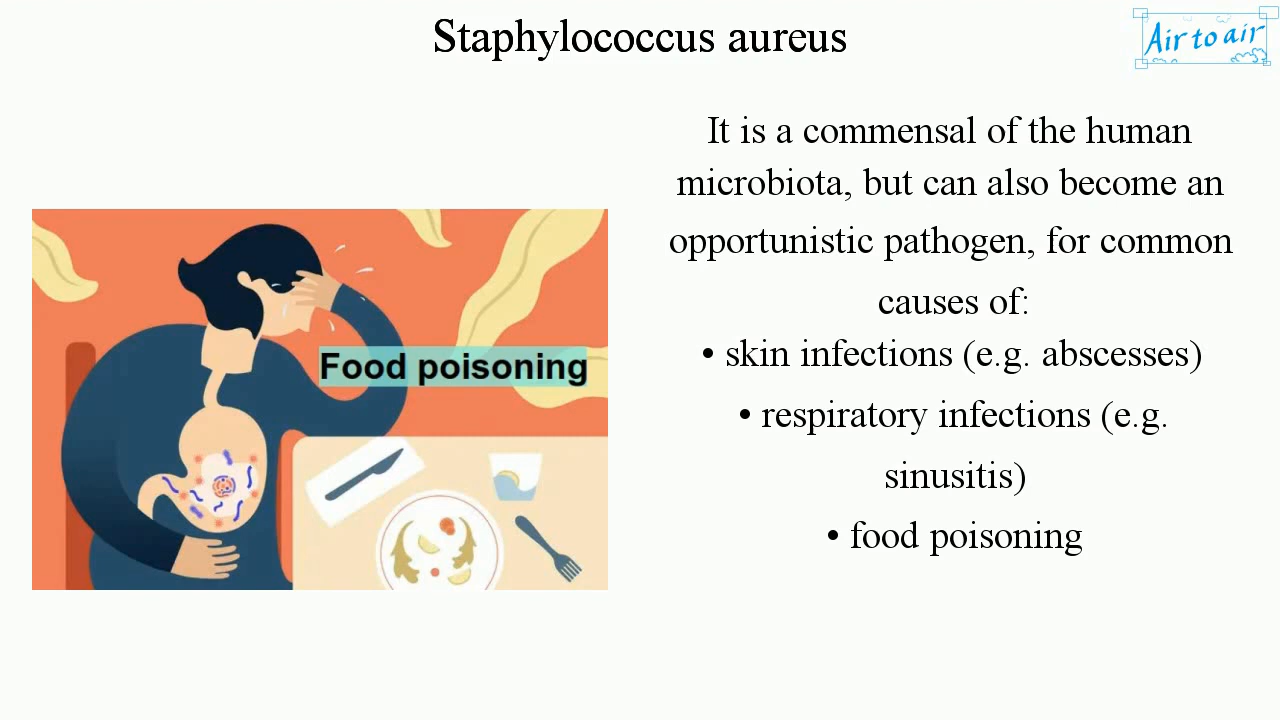 Staphylococcus aureus
Air to air
It is a commensal of the human
microbiota, but can also become an
opportunistic pathogen, for common
causes of:
• skin infections (e.g. abscesses)
• respiratory infections (e.g.
sinusitis)
• food poisoning
Food poisoning